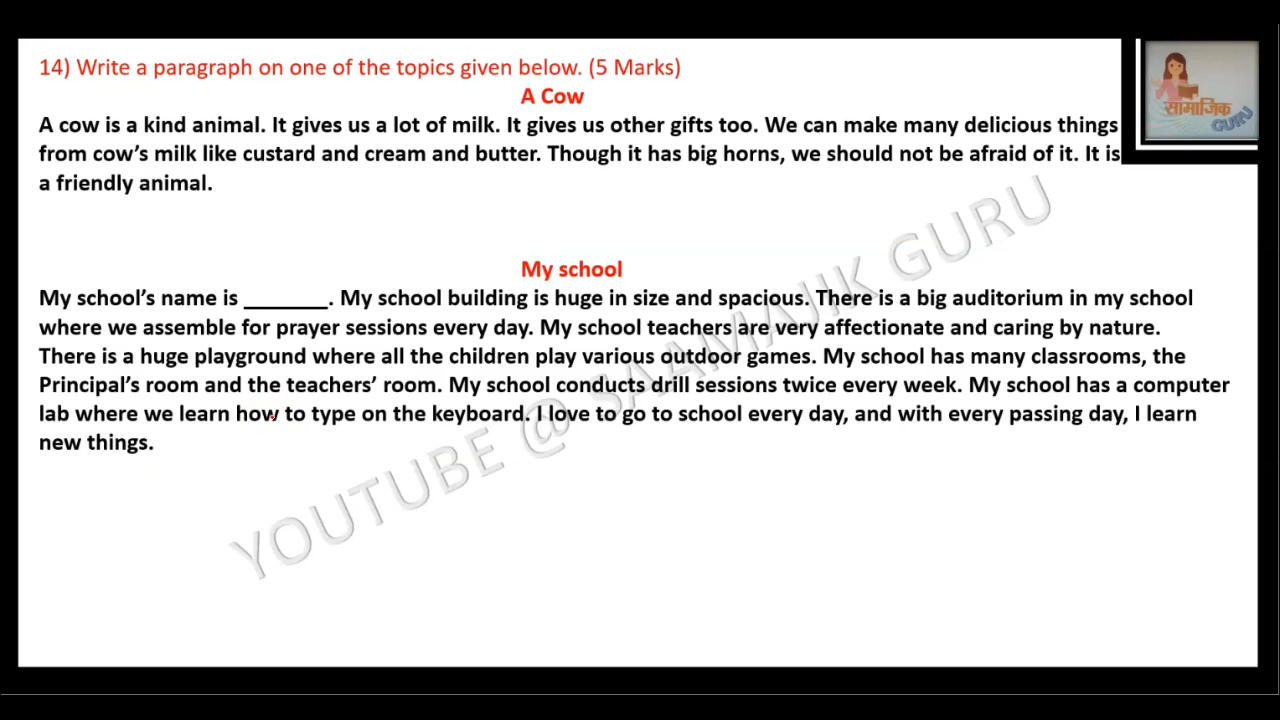 14) Write a paragraph on one of the topics given below. (5 Marks)
A Cow
A cow is a kind animal. It gives us a lot of milk. It gives us other gifts too. We can make many delicious things
from cow’s milk like custard and cream and butter. Though it has big horns, we should not be afraid of it. It is
a friendly animal.
My school
My school’s name is _______. My school building is huge in size and spacious. There is a big auditorium in my school
where we assemble for prayer sessions every day. My school teachers are very affectionate and caring by nature.
There is a huge playground where all the children play various outdoor games. My school has many classrooms, the
Principal’s room and the teachers’ room. My school conducts drill sessions twice every week. My school has a computer
lab where we learn how to type on the keyboard. I love to go to school every day, and with every passing day, I learn
new things.
YOUTUBE @ SAAMAJIK GURU
सामाजिक
GURU